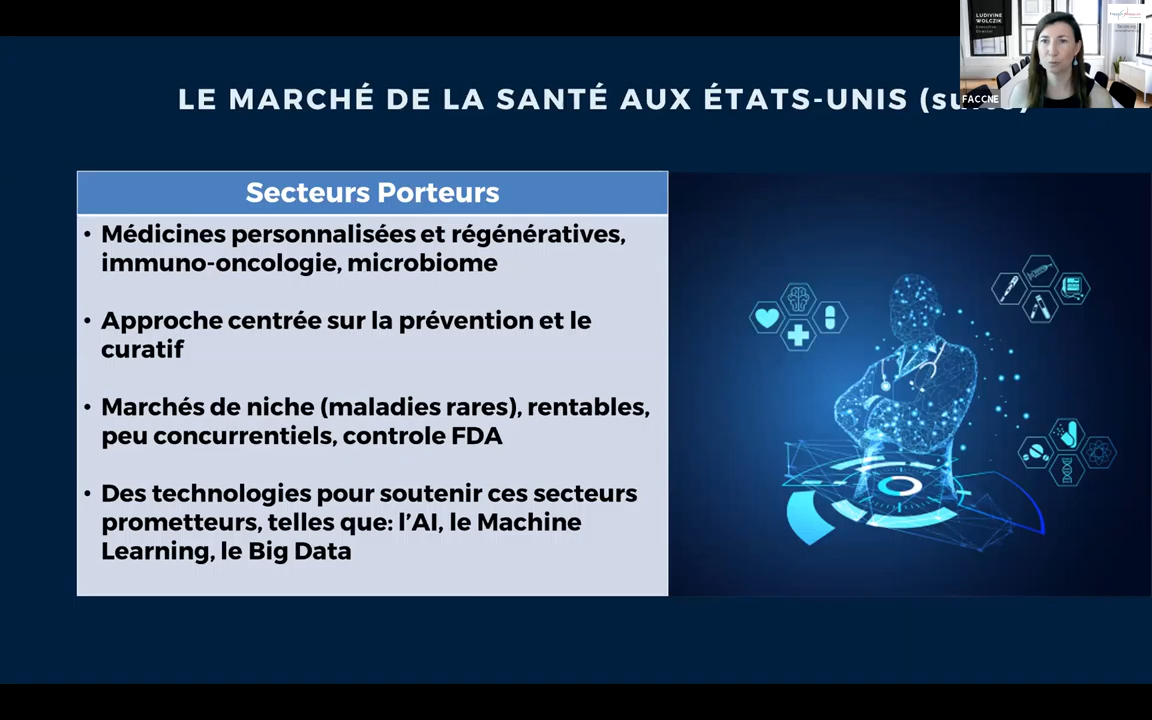 LUDIVINE
WOLCZIK
Executive
Director
FACCNE
LE MARCHÉ DE LA SANTÉ AUX ÉTATS-UNIS
Secteurs Porteurs
• Médicines personnalisées et régénératives,
immuno-oncologie, microbiome
• Approche centrée sur la prévention et le
curatif
• Marchés de niche (maladies rares), rentables,
peu concurrentiels, controle FDA
• Des technologies pour soutenir ces secteurs
prometteurs, telles que: l’AI, le Machine
Learning, le Big Data